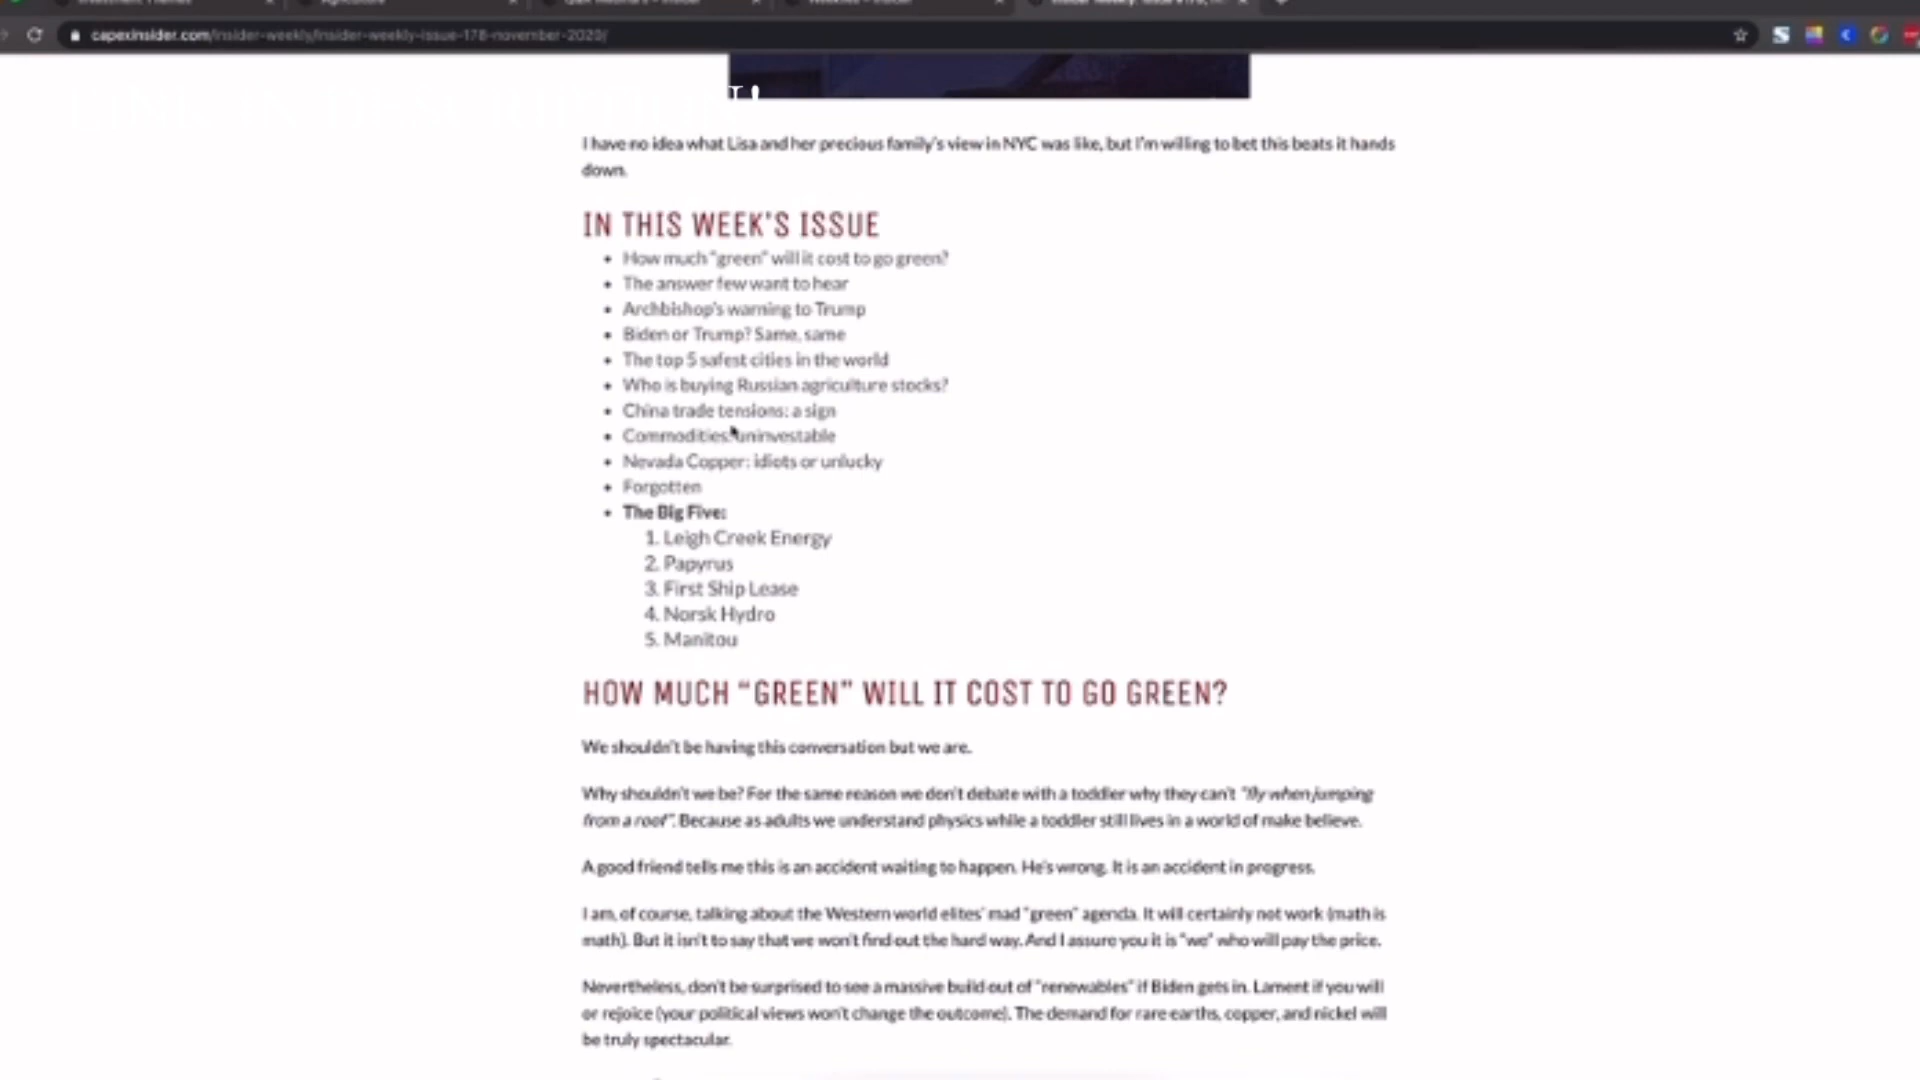 Agriculture
capexinsider.com/insider-weekly/insider-weekly-issue-178-november-2020/
I have no idea what Lisa and her precious family's view in NYC was like, but I'm willing to bet this beats it hands
down.
IN THIS WEEK'S ISSUE
• How much "green" will it cost to go green?
• The answer few want to hear
• Archbishop's warning to Trump
• Biden or Trump? Same, same
• The top 5 safest cities in the world
• Who is buying Russian agriculture stocks?
• China trade tensions: a sign
• Commodities: uninvestable
• Nevada Copper: idiots or unlucky
• Forgotten
• The Big Five:
1. Leigh Creek Energy
2. Papyrus
3. First Ship Lease
4. Norsk Hydro
5. Manitou
HOW MUCH “GREEN” WILL IT COST TO GO GREEN?
We shouldn't be having this conversation but we are.
Why shouldn't we be? For the same reason we don't debate with a toddler why they can't "fly when jumping
from a roof". Because as adults we understand physics while a toddler still lives in a world of make believe.
A good friend tells me this is an accident waiting to happen. He's wrong. It is an accident in progress.
I am, of course, talking about the Western world elites' mad "green" agenda. It will certainly not work (math is
math). But it isn't to say that we won't find out the hard way. And I assure you it is "we" who will pay the price.
Nevertheless, don't be surprised to see a massive build out of "renewables" if Biden gets in. Lament if you will
or rejoice (your political views won't change the outcome). The demand for rare earths, copper, and nickel will
be truly spectacular.